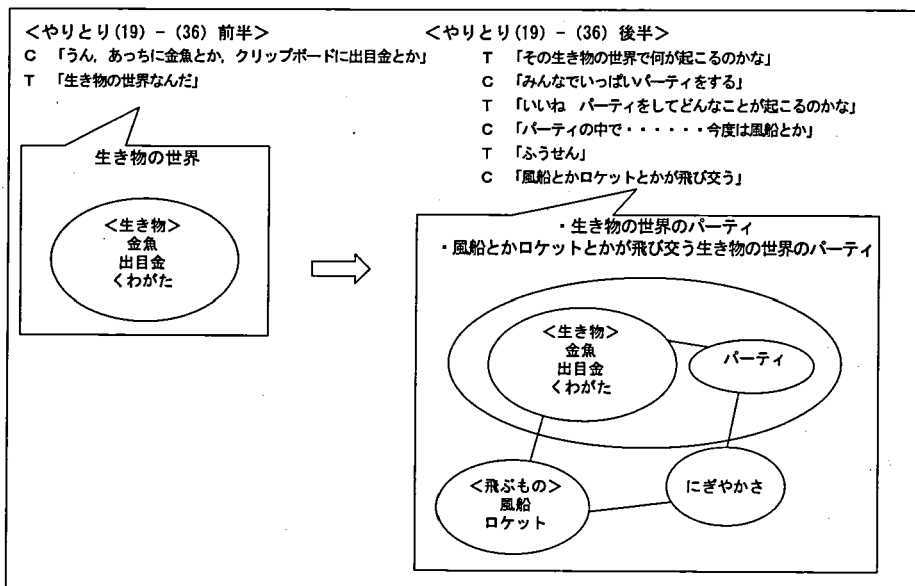 <やりとり(19) - (36) 前半>
C 「うん，あっちに金魚とか，クリップボードに出目金とか」
T 「生き物の世界なんだ」
生き物の世界
<生き物>
金魚
出目金
くわがた
<やりとり(19) - (36) 後半>
T 「その生き物の世界で何が起こるのかな」
C 「みんなでいっぱいパーティをする」
T 「いいね　パーティをしてどんなことが起こるのかな」
C 「パーティの中で・・・・・・今度は風船とか」
T 「ふうせん」
C 「風船とかロケットとかが飛び交う」
・生き物の世界のパーティ
・風船とかロケットとかが飛び交う生き物の世界のパーティ
<生き物>
金魚
出目金
くわがた
パーティ
<飛ぶもの>
風船
ロケット
にぎやかさ